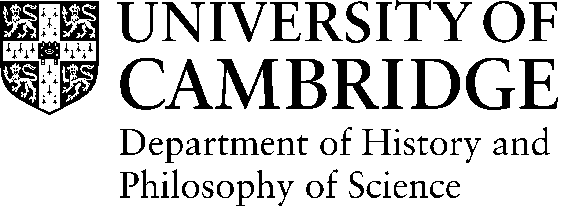 UNIVERSITY OF
CAMBRIDGE
Department of History and
Philosophy of Science